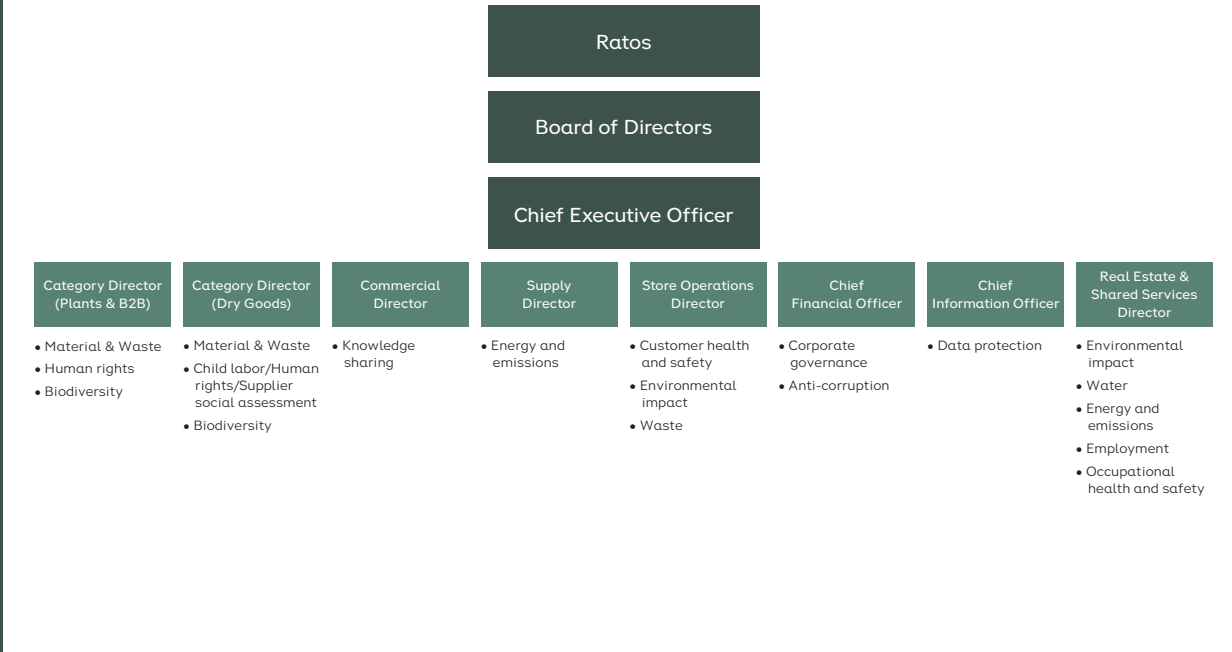 Ratos
Board of Directors
Chief Executive Officer
Category Director
(Plants & B2B)
• Material & Waste
• Human rights
• Biodiversity
Category Director
(Dry Goods)
• Material & Waste
• Child labor/Human
rights/Supplier
social assessment
• Biodiversity
Commercial
Director
• Knowledge
sharing
Supply
Director
• Energy and
emissions
Store Operations
Director
• Customer health
and safety
• Environmental
impact
• Waste
Chief
Financial Officer
• Corporate
governance
• Anti-corruption
Chief
Information Officer
• Data protection
Real Estate &
Shared Services
Director
• Environmental
impact
• Water
• Energy and
emissions
• Employment
• Occupational
health and safety